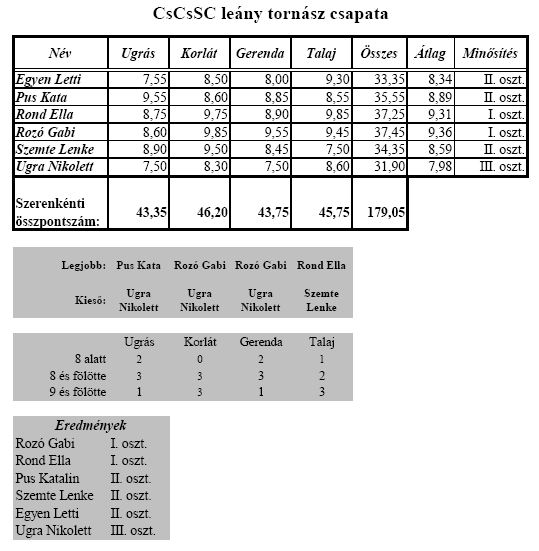 CsCsSC leány tornász csapata
Név Ugrás Korlát Gerenda Talaj Összes Átlag Minősítés
Egyen Letti 7,55 8,50 8,00 9,30 33,35 8,34 II. oszt.
Pus Kata 9,55 8,60 8,85 8,55 35,55 8,89 II. oszt.
Rond Ella 8,75 9,75 8,90 9,85 37,25 9,31 I. oszt.
Rozó Gabi 8,60 9,85 9,55 9,45 37,45 9,36 I. oszt.
Szemte Lenke 8,90 9,50 8,45 7,50 34,35 8,59 II. oszt.
Ugra Nikolett 7,50 8,30 7,50 8,60 31,90 7,98 III. oszt.
Szerenkénti
összpontszám: 43,35 46,20 43,75 45,75 179,05
Legjobb: Pus Kata Rozó Gabi Rozó Gabi Rond Ella
Kieső: Ugra Nikolett Ugra Nikolett Ugra Nikolett Szemte Lenke
Ugrás Korlát Gerenda Talaj
8 alatt 2 0 2 1
8 és fölötte 3 3 3 2
9 és fölötte 1 3 1 3
Eredmények
Rozó Gabi I. oszt.
Rond Ella I. oszt.
Pus Katalin II. oszt.
Szemte Lenke II. oszt.
Egyen Letti II. oszt.
Ugra Nikolett III. oszt.